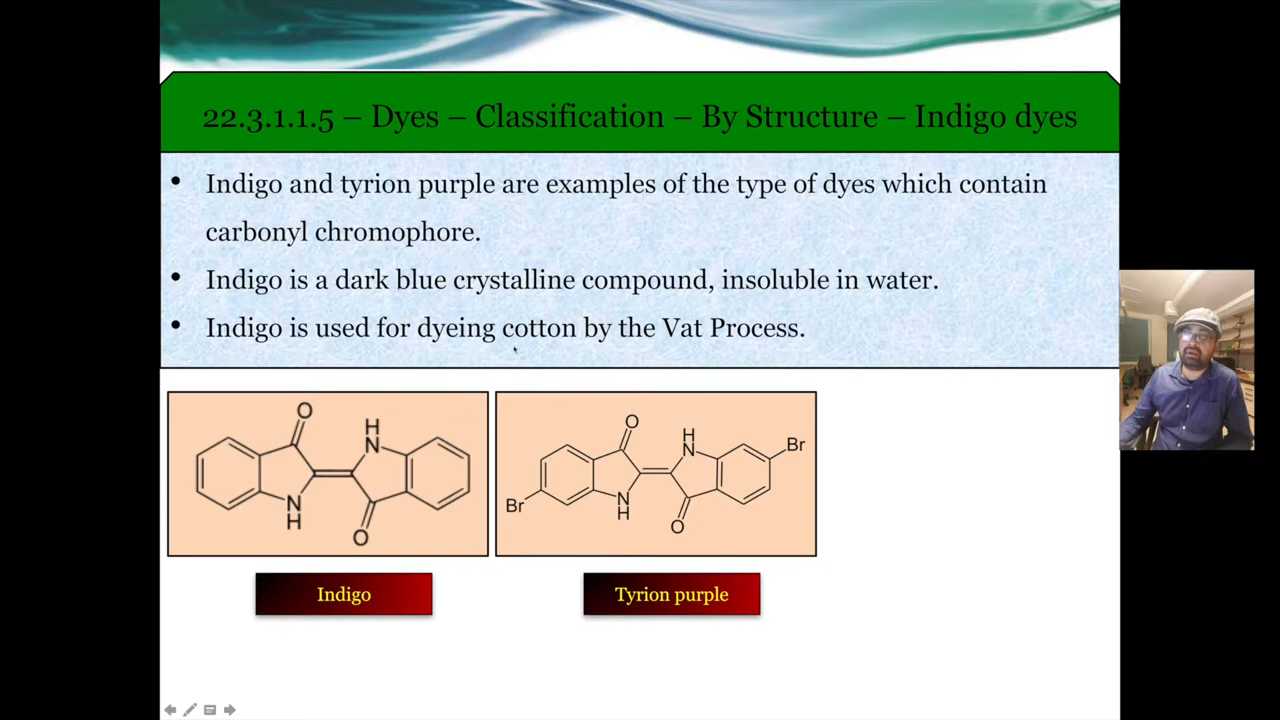 22.3.1.1.5 – Dyes – Classification – By Structure – Indigo dyes
• Indigo and tyrion purple are examples of the type of dyes which contain
carbonyl chromophore.
• Indigo is a dark blue crystalline compound, insoluble in water.
• Indigo is used for dyeing cotton by the Vat Process.
O
H
N
N
H
O
O
H
N
Br
Br
N
H
O
Indigo
Tyrion purple